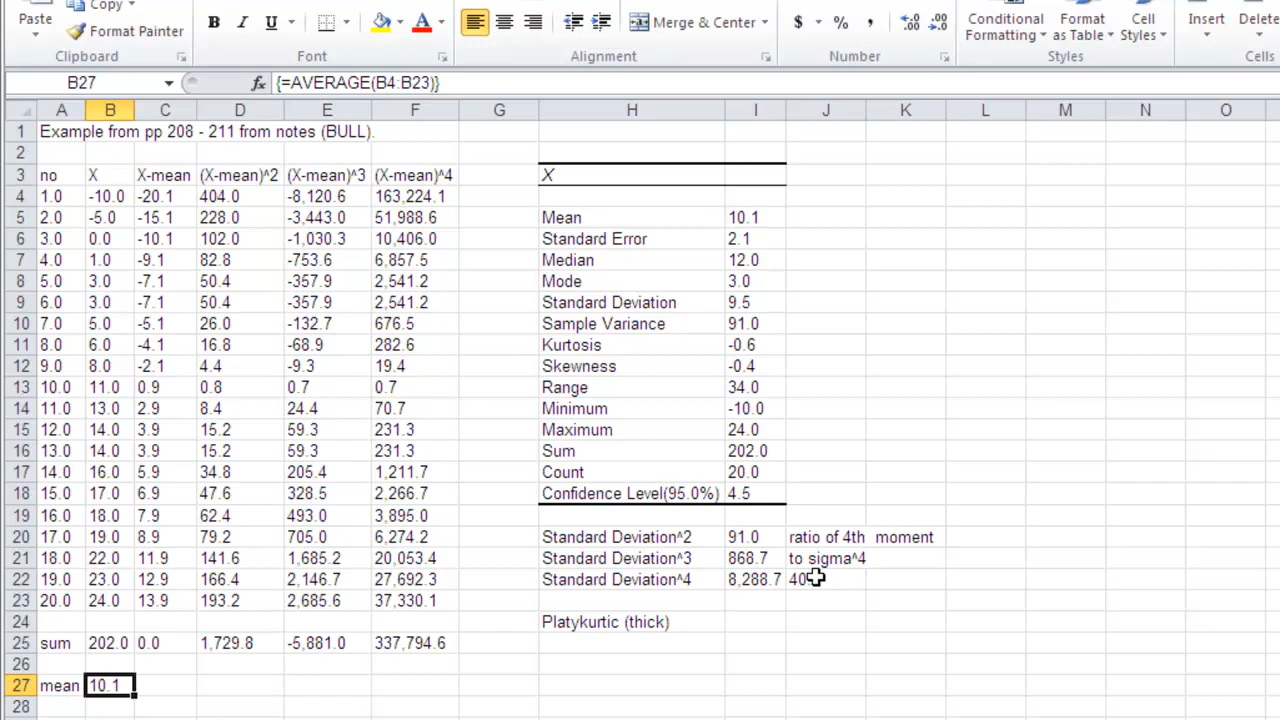 Copy
Paste
Format Painter
B I U A
Merge & Center
$ % ,
Conditional Formatting
Format as Table
Cell Styles
Insert
Delete
Clipboard Font Alignment Number Styles Cells
B27 fx {=AVERAGE(B4:B23)}
A B C D E F G H I J K L M N O
1 Example from pp 208 - 211 from notes (BULL).
2
3 no X X-mean (X-mean)^2 (X-mean)^3 (X-mean)^4 X
4 1.0 -10.0 -20.1 404.0 -8,120.6 163,224.1
5 2.0 -5.0 -15.1 228.0 -3,443.0 51,988.6 Mean 10.1
6 3.0 0.0 -10.1 102.0 -1,030.3 10,406.0 Standard Error 2.1
7 4.0 1.0 -9.1 82.8 -753.6 6,857.5 Median 12.0
8 5.0 3.0 -7.1 50.4 -357.9 2,541.2 Mode 3.0
9 6.0 3.0 -7.1 50.4 -357.9 2,541.2 Standard Deviation 9.5
10 7.0 5.0 -5.1 26.0 -132.7 676.5 Sample Variance 91.0
11 8.0 6.0 -4.1 16.8 -68.9 282.6 Kurtosis -0.6
12 9.0 8.0 -2.1 4.4 -9.3 19.4 Skewness -0.4
13 10.0 11.0 0.9 0.8 0.7 0.7 Range 34.0
14 11.0 13.0 2.9 8.4 24.4 70.7 Minimum -10.0
15 12.0 14.0 3.9 15.2 59.3 231.3 Maximum 24.0
16 13.0 14.0 3.9 15.2 59.3 231.3 Sum 202.0
17 14.0 16.0 5.9 34.8 205.4 1,211.7 Count 20.0
18 15.0 17.0 6.9 47.6 328.5 2,266.7 Confidence Level(95.0%) 4.5
19 16.0 18.0 7.9 62.4 493.0 3,895.0
20 17.0 19.0 8.9 79.2 705.0 6,274.2 Standard Deviation^2 91.0 ratio of 4th moment
21 18.0 22.0 11.9 141.6 1,685.2 20,053.4 Standard Deviation^3 868.7 to sigma^4
22 19.0 23.0 12.9 166.4 2,146.7 27,692.3 Standard Deviation^4 8,288.7
23 20.0 24.0 13.9 193.2 2,685.6 37,330.1
24 Platykurtic (thick)
25 sum 202.0 0.0 1,729.8 -5,881.0 337,794.6
26
27 mean 10.1
28